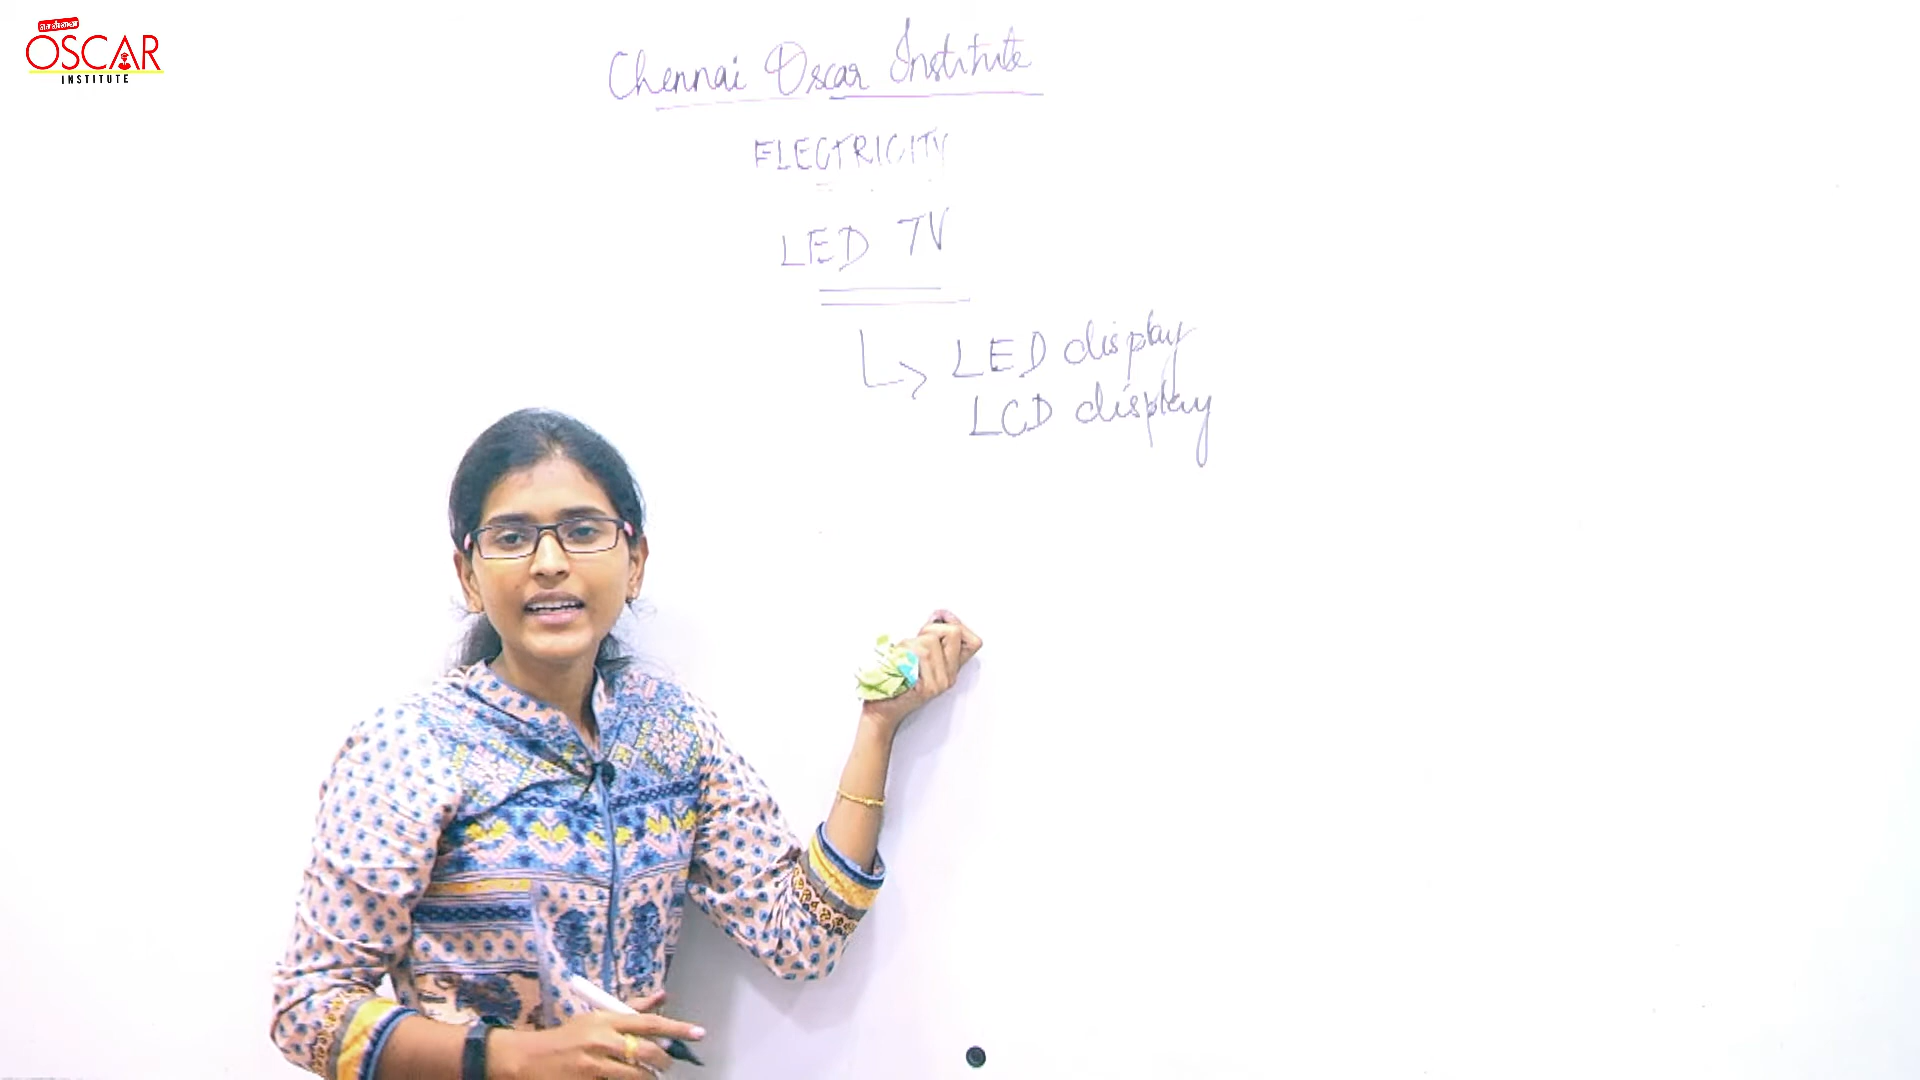 OSCAR
INSTITUTE
Chennai Oscar Institute
ELECTRICITY
LED TV
LED display
LCD display